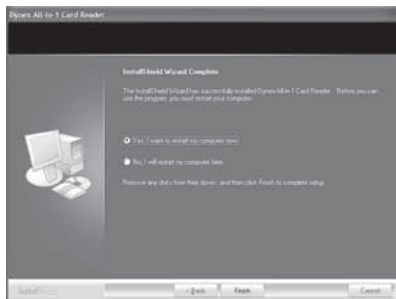 Dynex All-in-1 Card Reader
InstallShield Wizard Complete
The InstallShield Wizard has successfully installed Dynex All-in-1 Card Reader. Before you can
use the program, you must restart your computer.
Yes, I want to restart my computer now.
No, I will restart my computer later.
Remove any disks from their drives, and then click Finish to complete setup.
InstallShield
< Back
Finish
Cancel